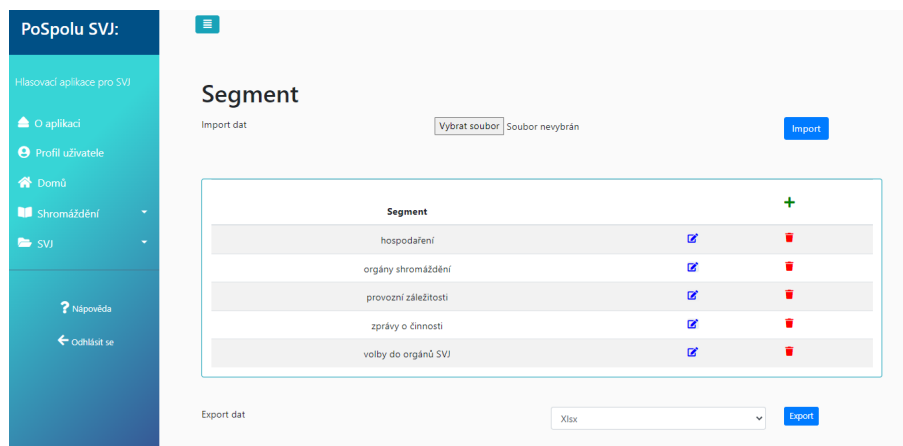 PoSpolu SVJ:
Hlasovací aplikace pro SVJ
O aplikaci
Profil uživatele
Domů
Shromáždění
SVJ
Nápověda
Odhlásit se
Segment
Import dat Vybrat soubor Soubor nevybrán Import
Segment
hospodaření
orgány shromáždění
provozní záležitosti
zprávy o činnosti
volby do orgánů SVJ
Export dat Xlsx Export